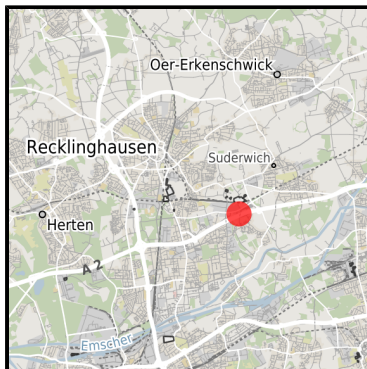 Oer-Erkenschwick
Recklinghausen
Suderwich
Herten
A 2
Emscher